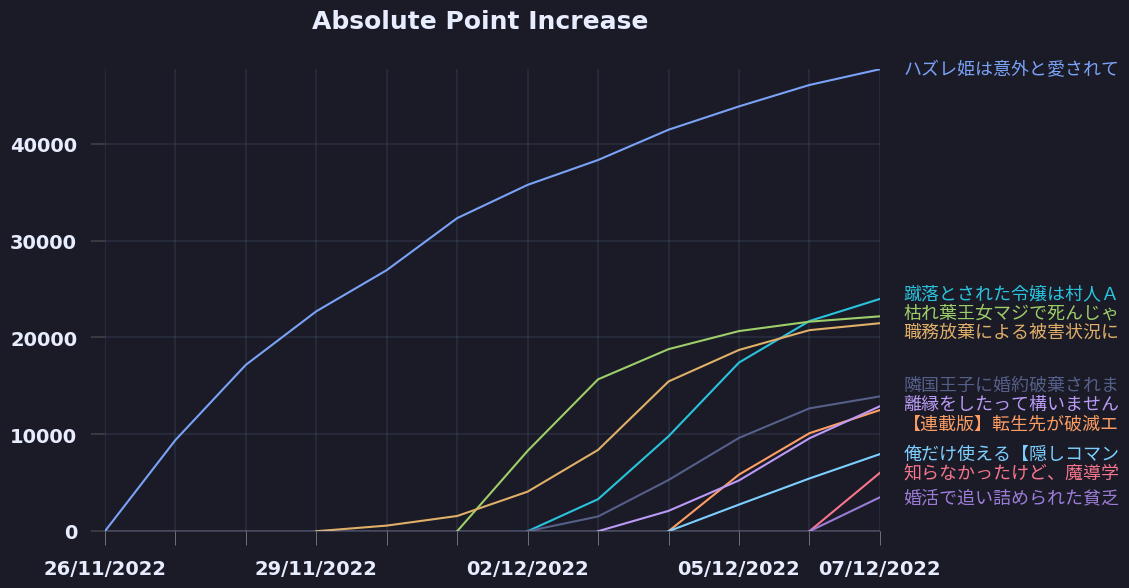 Absolute Point Increase
ハズレ姫は意外と愛されて
40000
30000
蹴落とされた令嬢は村人Ａ
枯れ葉王女マジで死んじゃ
20000
職務放棄による被害状況に
隣国王子に婚約破棄されま
離縁をしたって構いません
10000
【連載版】転生先が破滅エ
俺だけ使える【隠しコマン
知らなかったけど、魔導学
婚活で追い詰められた貧乏
0
26/11/2022
29/11/2022
02/12/2022
05/12/2022
07/12/2022